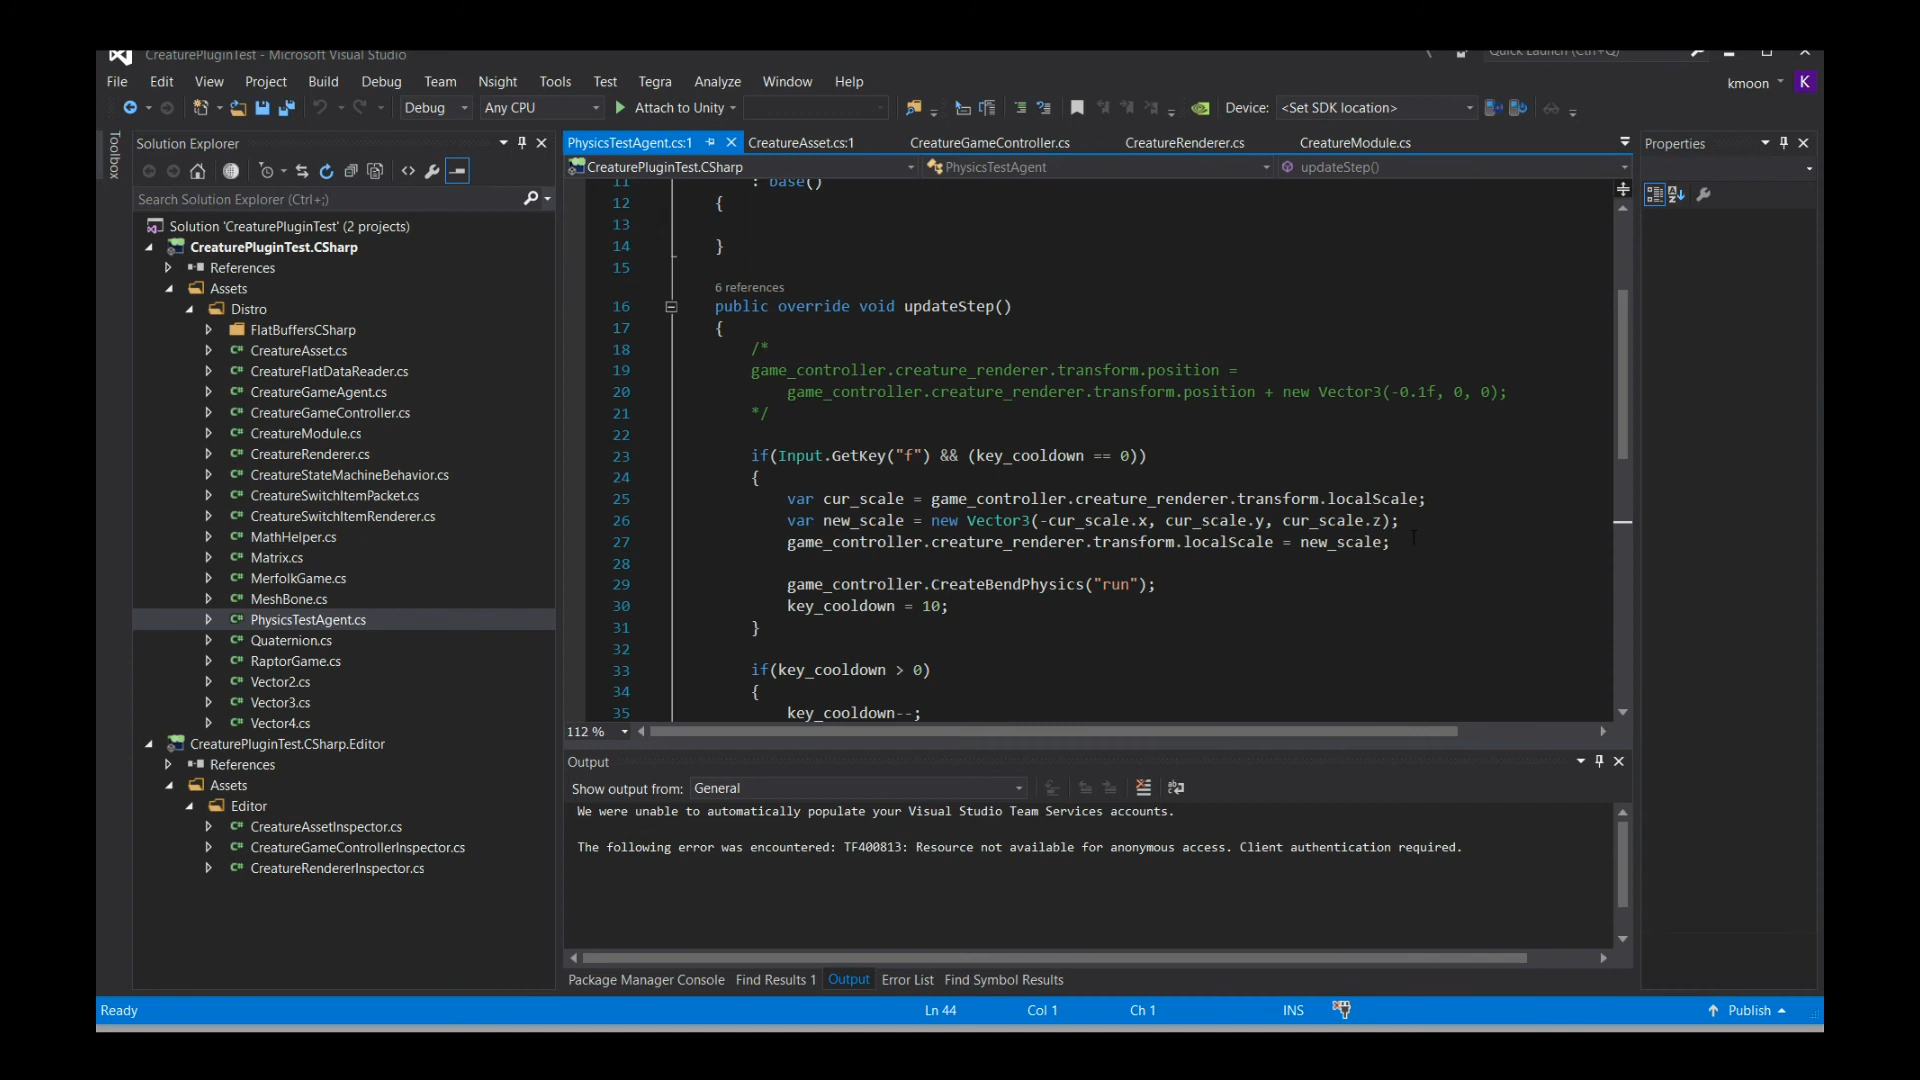 CreaturePluginTest - Microsoft Visual Studio
Quick Launch (Ctrl+Q)
File Edit View Project Build Debug Team Nsight Tools Test Tegra Analyze Window Help
kmoon K
Debug Any CPU Attach to Unity Device: <Set SDK location>
Toolbox
Solution Explorer
Search Solution Explorer (Ctrl+;)
Solution 'CreaturePluginTest' (2 projects)
CreaturePluginTest.CSharp
References
Assets
Distro
FlatBuffersCSharp
C# CreatureAsset.cs
C# CreatureFlatDataReader.cs
C# CreatureGameAgent.cs
C# CreatureGameController.cs
C# CreatureModule.cs
C# CreatureRenderer.cs
C# CreatureStateMachineBehavior.cs
C# CreatureSwitchItemPacket.cs
C# CreatureSwitchItemRenderer.cs
C# MathHelper.cs
C# Matrix.cs
C# MerfolkGame.cs
C# MeshBone.cs
C# PhysicsTestAgent.cs
C# Quaternion.cs
C# RaptorGame.cs
C# Vector2.cs
C# Vector3.cs
C# Vector4.cs
CreaturePluginTest.CSharp.Editor
References
Assets
Editor
C# CreatureAssetInspector.cs
C# CreatureGameControllerInspector.cs
C# CreatureRendererInspector.cs
PhysicsTestAgent.cs:1 CreatureAsset.cs:1 CreatureGameController.cs CreatureRenderer.cs CreatureModule.cs
CreaturePluginTest.CSharp PhysicsTestAgent updateStep()
11 : base()
12 {
13
14 }
15
6 references
16 public override void updateStep()
17 {
18 /*
19 game_controller.creature_renderer.transform.position =
20 game_controller.creature_renderer.transform.position + new Vector3(-0.1f, 0, 0);
21 */
22
23 if(Input.GetKey("f") && (key_cooldown == 0))
24 {
25 var cur_scale = game_controller.creature_renderer.transform.localScale;
26 var new_scale = new Vector3(-cur_scale.x, cur_scale.y, cur_scale.z);
27 game_controller.creature_renderer.transform.localScale = new_scale;
28
29 game_controller.CreateBendPhysics("run");
30 key_cooldown = 10;
31 }
32
33 if(key_cooldown > 0)
34 {
35 key_cooldown--;
112 %
Output
Show output from: General
We were unable to automatically populate your Visual Studio Team Services accounts.
The following error was encountered: TF400813: Resource not available for anonymous access. Client authentication required.
Package Manager Console Find Results 1 Output Error List Find Symbol Results
Properties
Ready Ln 44 Col 1 Ch 1 INS Publish